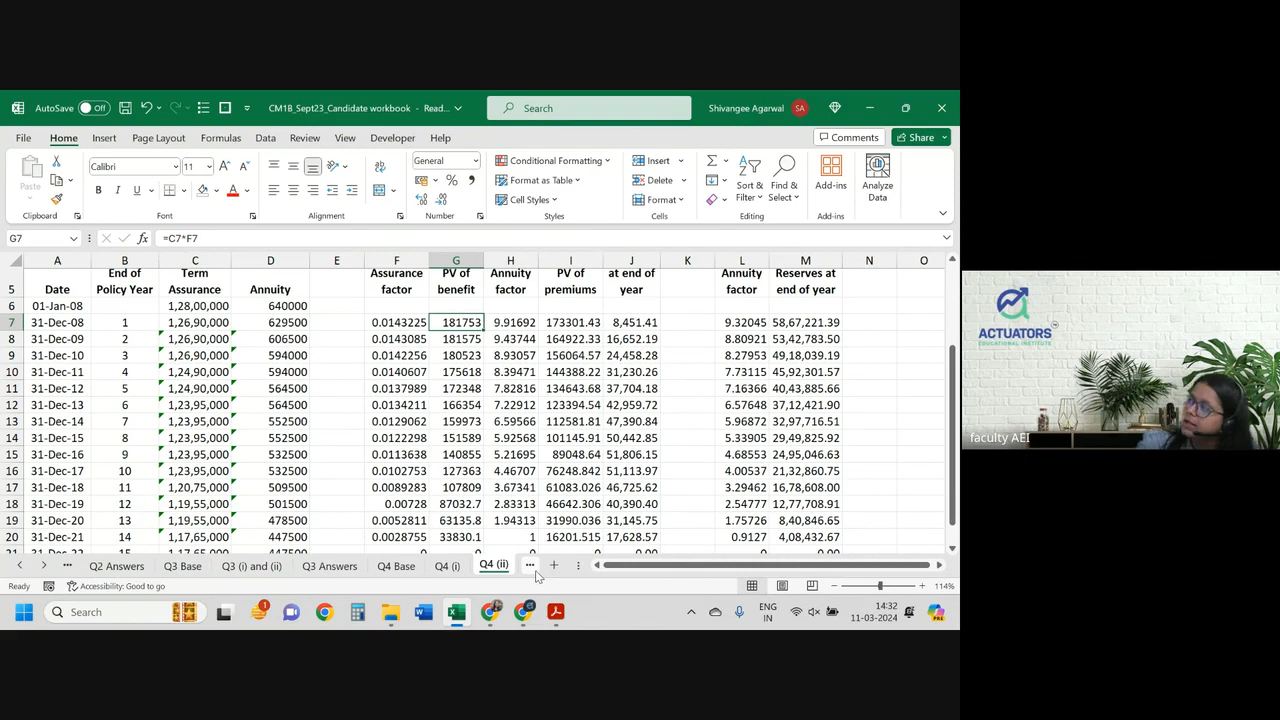 AutoSave Off CM1B_Sept23_Candidate workbook - Read... Search Shivangee Agarwal SA
File Home Insert Page Layout Formulas Data Review View Developer Help Comments Share
Paste Calibri 11 General Conditional Formatting Insert Sort & Filter Find & Select Add-ins Analyze Data
B I U Format as Table Delete
Cell Styles Format
Clipboard Font Alignment Number Styles Cells Editing Add-ins
G7 fx =C7*F7
A B C D E F G H I J K L M N O
End of Term Assurance PV of Annuity PV of at end of Annuity Reserves at
5 Date Policy Year Assurance Annuity factor benefit factor premiums year factor end of year
6 01-Jan-08 1,28,00,000 640000
7 31-Dec-08 1 1,26,90,000 629500 0.0143225 181753 9.91692 173301.43 8,451.41 9.32045 58,67,221.39
8 31-Dec-09 2 1,26,90,000 606500 0.0143085 181575 9.43744 164922.33 16,652.19 8.80921 53,42,783.50
9 31-Dec-10 3 1,26,90,000 594000 0.0142256 180523 8.93057 156064.57 24,458.28 8.27953 49,18,039.19
10 31-Dec-11 4 1,24,90,000 594000 0.0140607 175618 8.39471 144388.22 31,230.26 7.73115 45,92,301.57
11 31-Dec-12 5 1,24,90,000 564500 0.0137989 172348 7.82816 134643.68 37,704.18 7.16366 40,43,885.66
12 31-Dec-13 6 1,23,95,000 564500 0.0134211 166354 7.22912 123394.54 42,959.72 6.57648 37,12,421.90
13 31-Dec-14 7 1,23,95,000 552500 0.0129062 159973 6.59566 112581.81 47,390.84 5.96872 32,97,716.51
14 31-Dec-15 8 1,23,95,000 552500 0.0122298 151589 5.92568 101145.91 50,442.85 5.33905 29,49,825.92
15 31-Dec-16 9 1,23,95,000 532500 0.0113638 140855 5.21695 89048.64 51,806.15 4.68553 24,95,046.63
16 31-Dec-17 10 1,23,95,000 532500 0.0102753 127363 4.46707 76248.842 51,113.97 4.00537 21,32,860.75
17 31-Dec-18 11 1,20,75,000 509500 0.0089283 107809 3.67341 61083.026 46,725.62 3.29462 16,78,608.00
18 31-Dec-19 12 1,19,55,000 501500 0.00728 87032.7 2.83313 46642.306 40,390.40 2.54777 12,77,708.91
19 31-Dec-20 13 1,19,55,000 478500 0.0052811 63135.8 1.94313 31990.036 31,145.75 1.75726 8,40,846.65
20 31-Dec-21 14 1,17,65,000 447500 0.0028755 33830.1 1 16201.515 17,628.57 0.9127 4,08,432.67
21 31-Dec-22 15 1,17,65,000 447500 0 0 0 0 0.00 0 0.00
Q2 Answers Q3 Base Q3 (i) and (ii) Q3 Answers Q4 Base Q4 (i) Q4 (ii)
Ready Accessibility: Good to go 114%
Search 1 ENG IN 14:32 11-03-2024
ACTUATORS
EDUCATIONAL INSTITUTE
faculty AEI